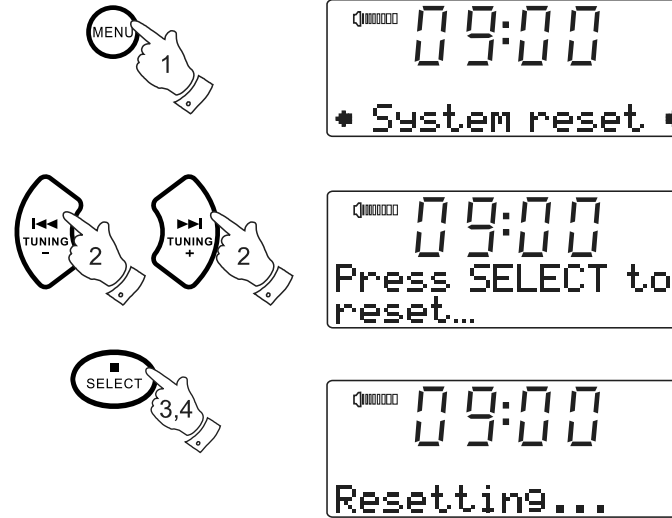 MENU
1
09:00
System reset
TUNING
−
2
TUNING
+
2
09:00
Press SELECT to
reset...
SELECT
3,4
09:00
Resetting...